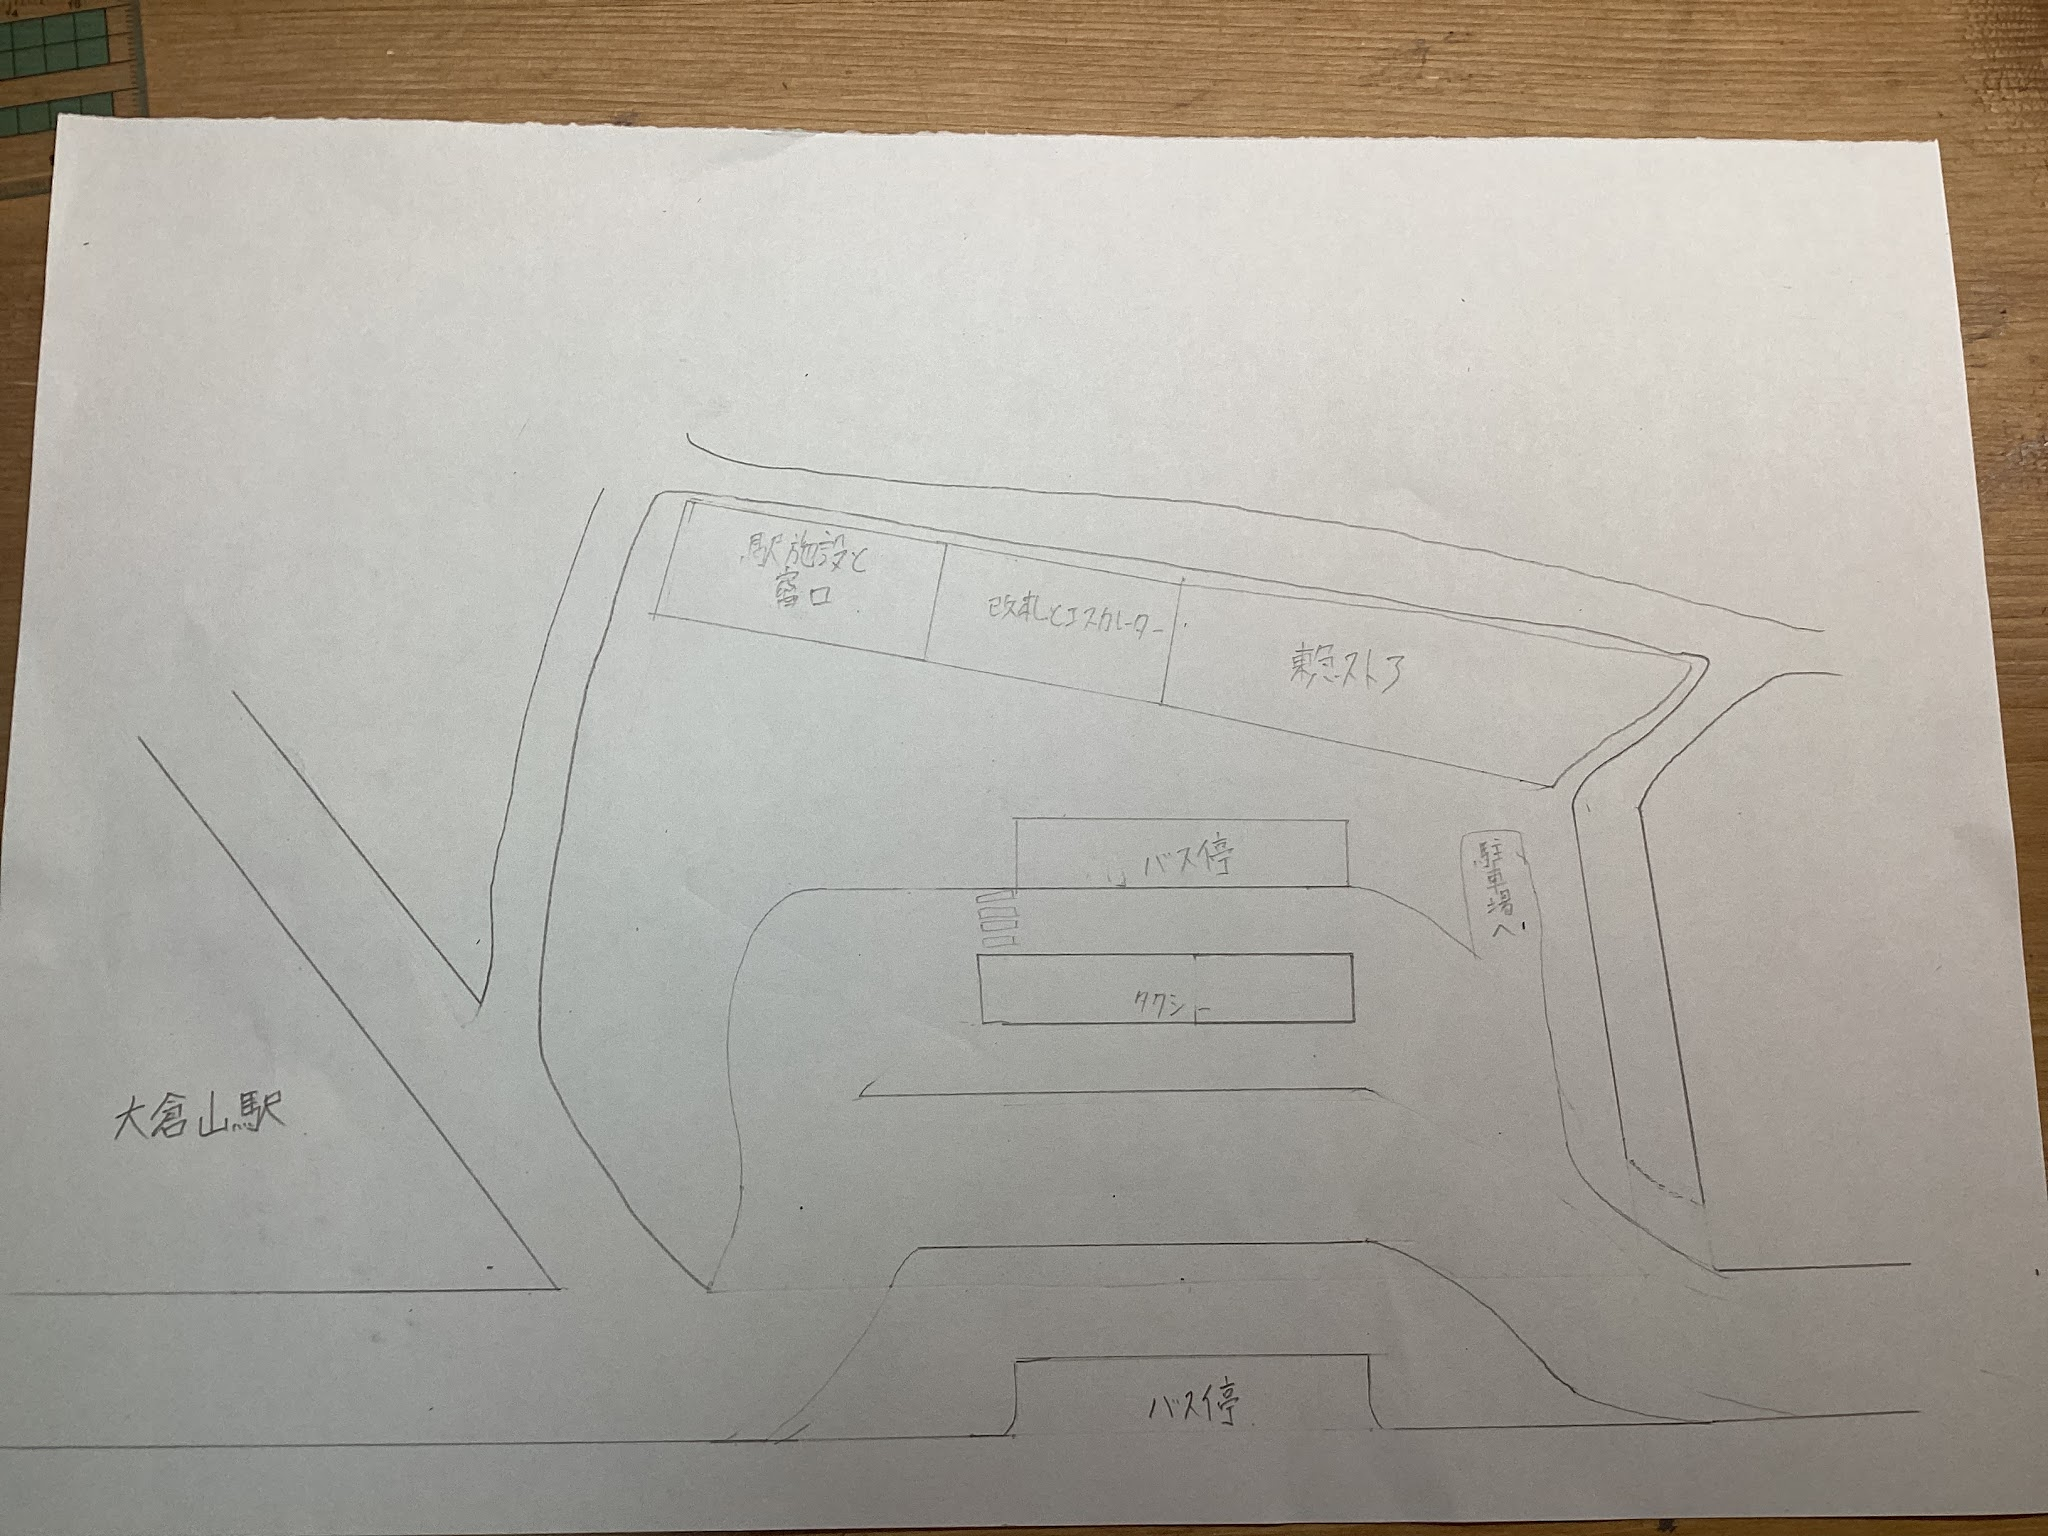 駅施設と
窓口
改札とエスカレーター
東急ストア
バス停
駐車場へ
タクシー
大倉山駅
バス停